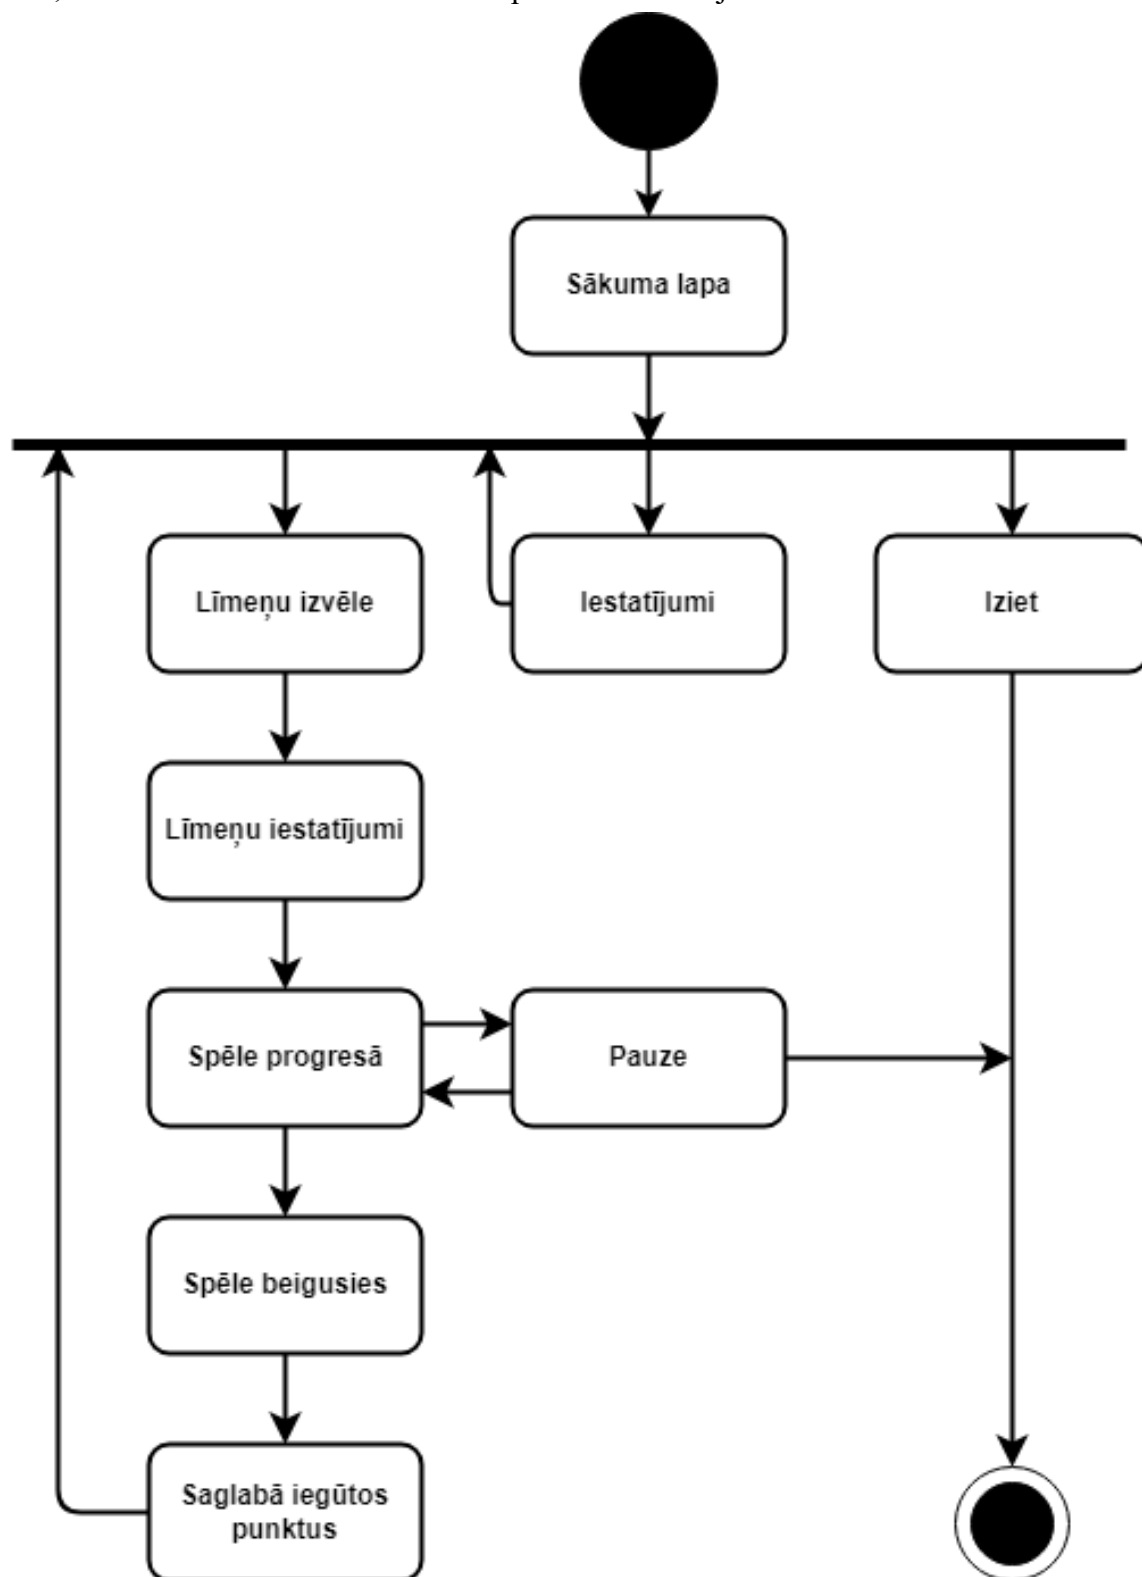 Sākuma lapa
Līmeņu izvēle
Iestatījumi
Iziet
Līmeņu iestatījumi
Spēle progresā
Pauze
Spēle beigusies
Saglabā iegūtos
punktus